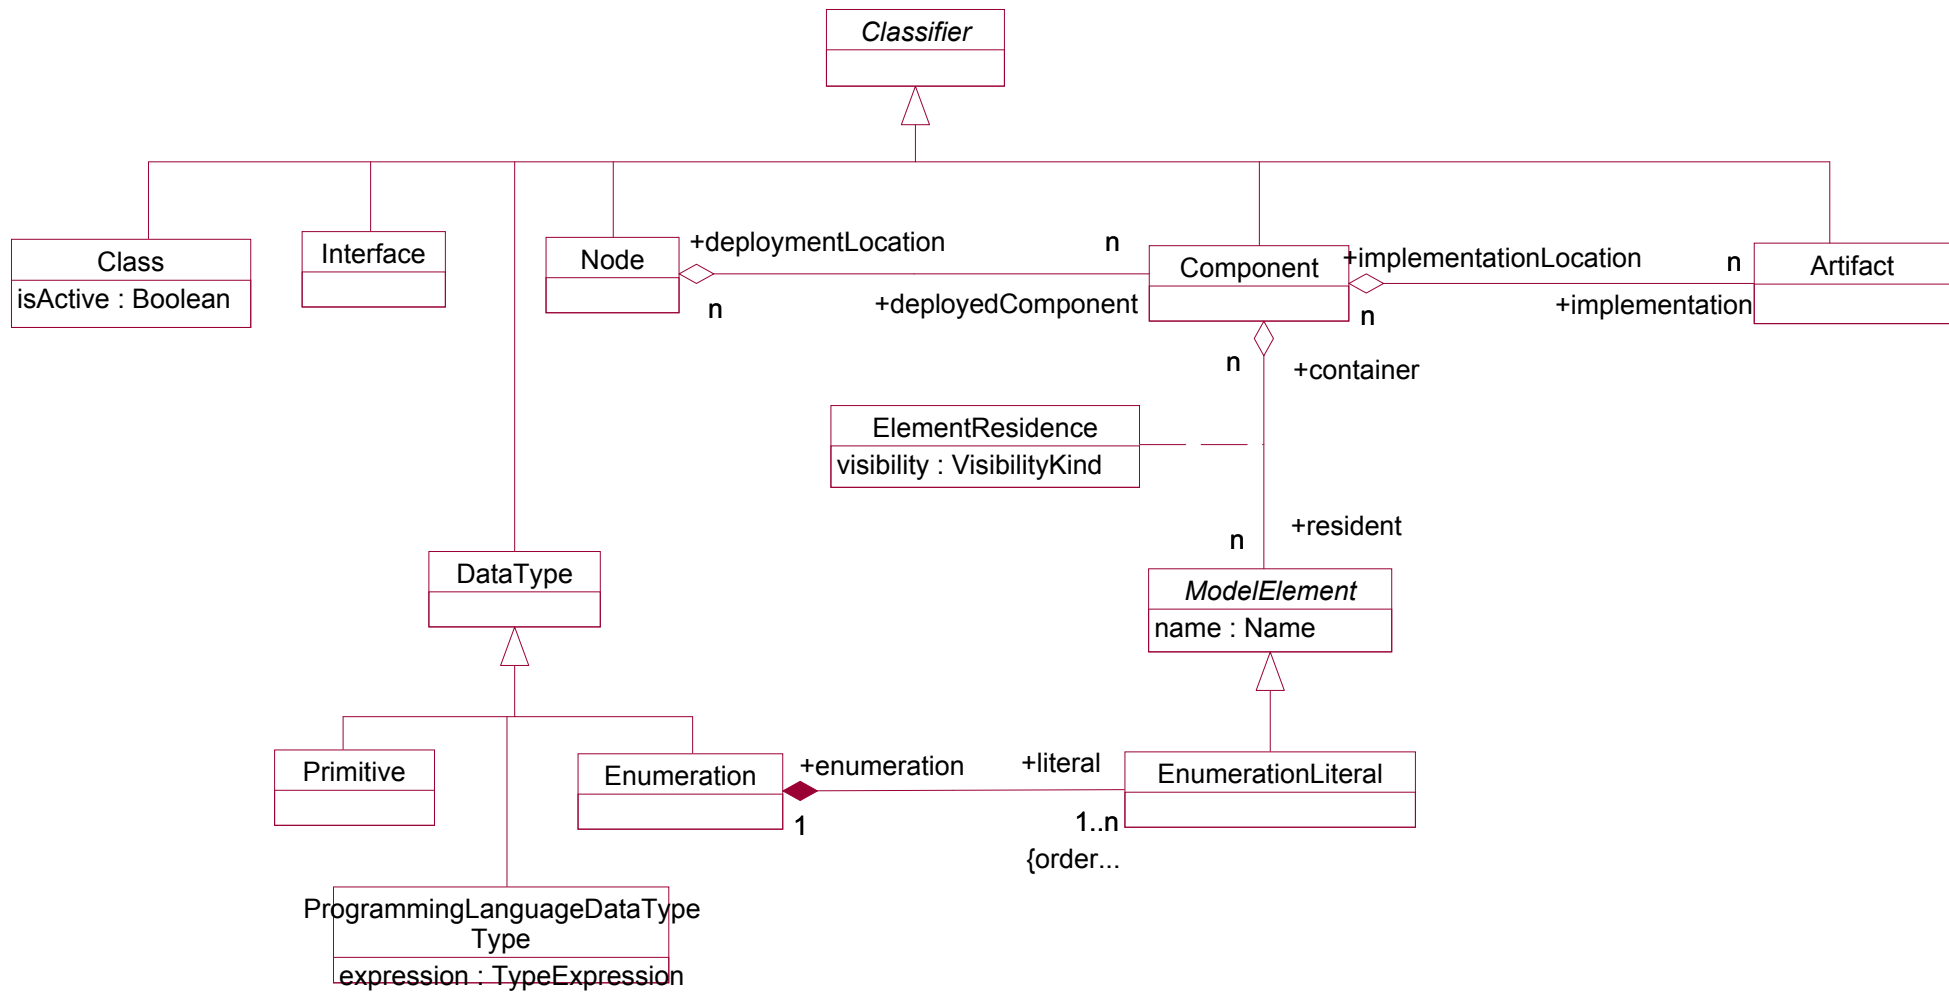 Classifier
Class
isActive : Boolean
Interface
Node
+deploymentLocation
n
n
+deployedComponent
Component
+implementationLocation
n
n
+implementation
Artifact
n
+container
ElementResidence
visibility : VisibilityKind
+resident
n
DataType
ModelElement
name : Name
Primitive
Enumeration
+enumeration
+literal
1
1..n
{order...
EnumerationLiteral
ProgrammingLanguageDataType
Type
expression : TypeExpression